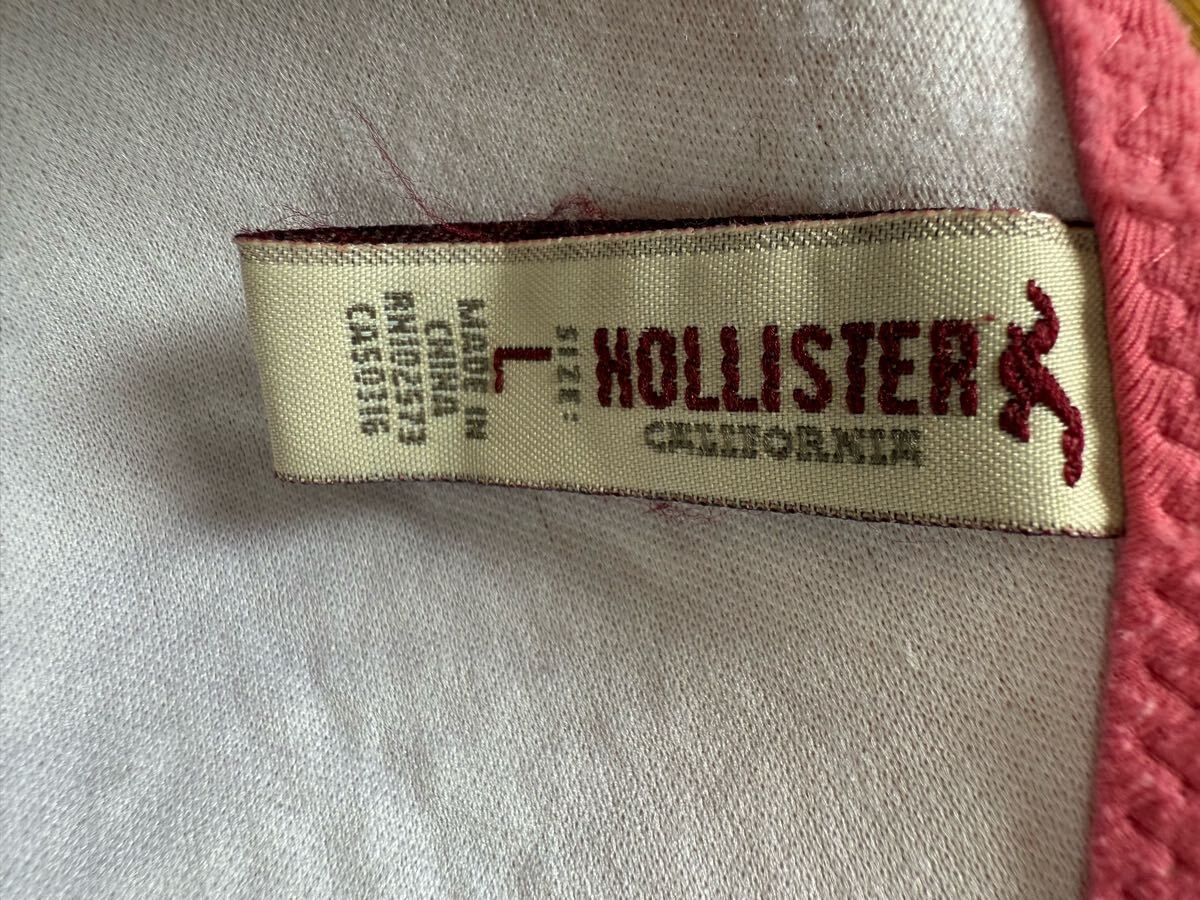 HOLLISTER
CALIFORNIA
SIZE:
L
MADE IN
CHINA
RN102573
CA50316